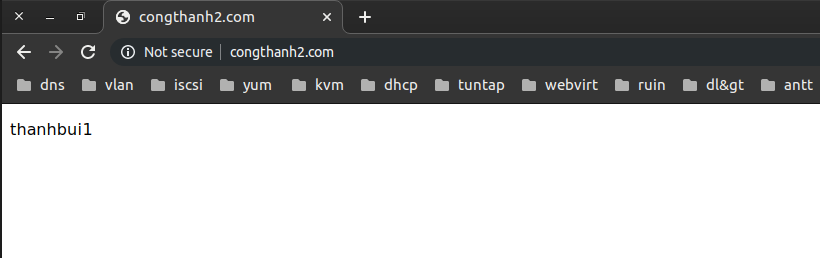 congthanh2.com
Not secure congthanh2.com
dns vlan iscsi yum kvm dhcp tuntap webvirt ruin dl&gt antt
thanhbui1